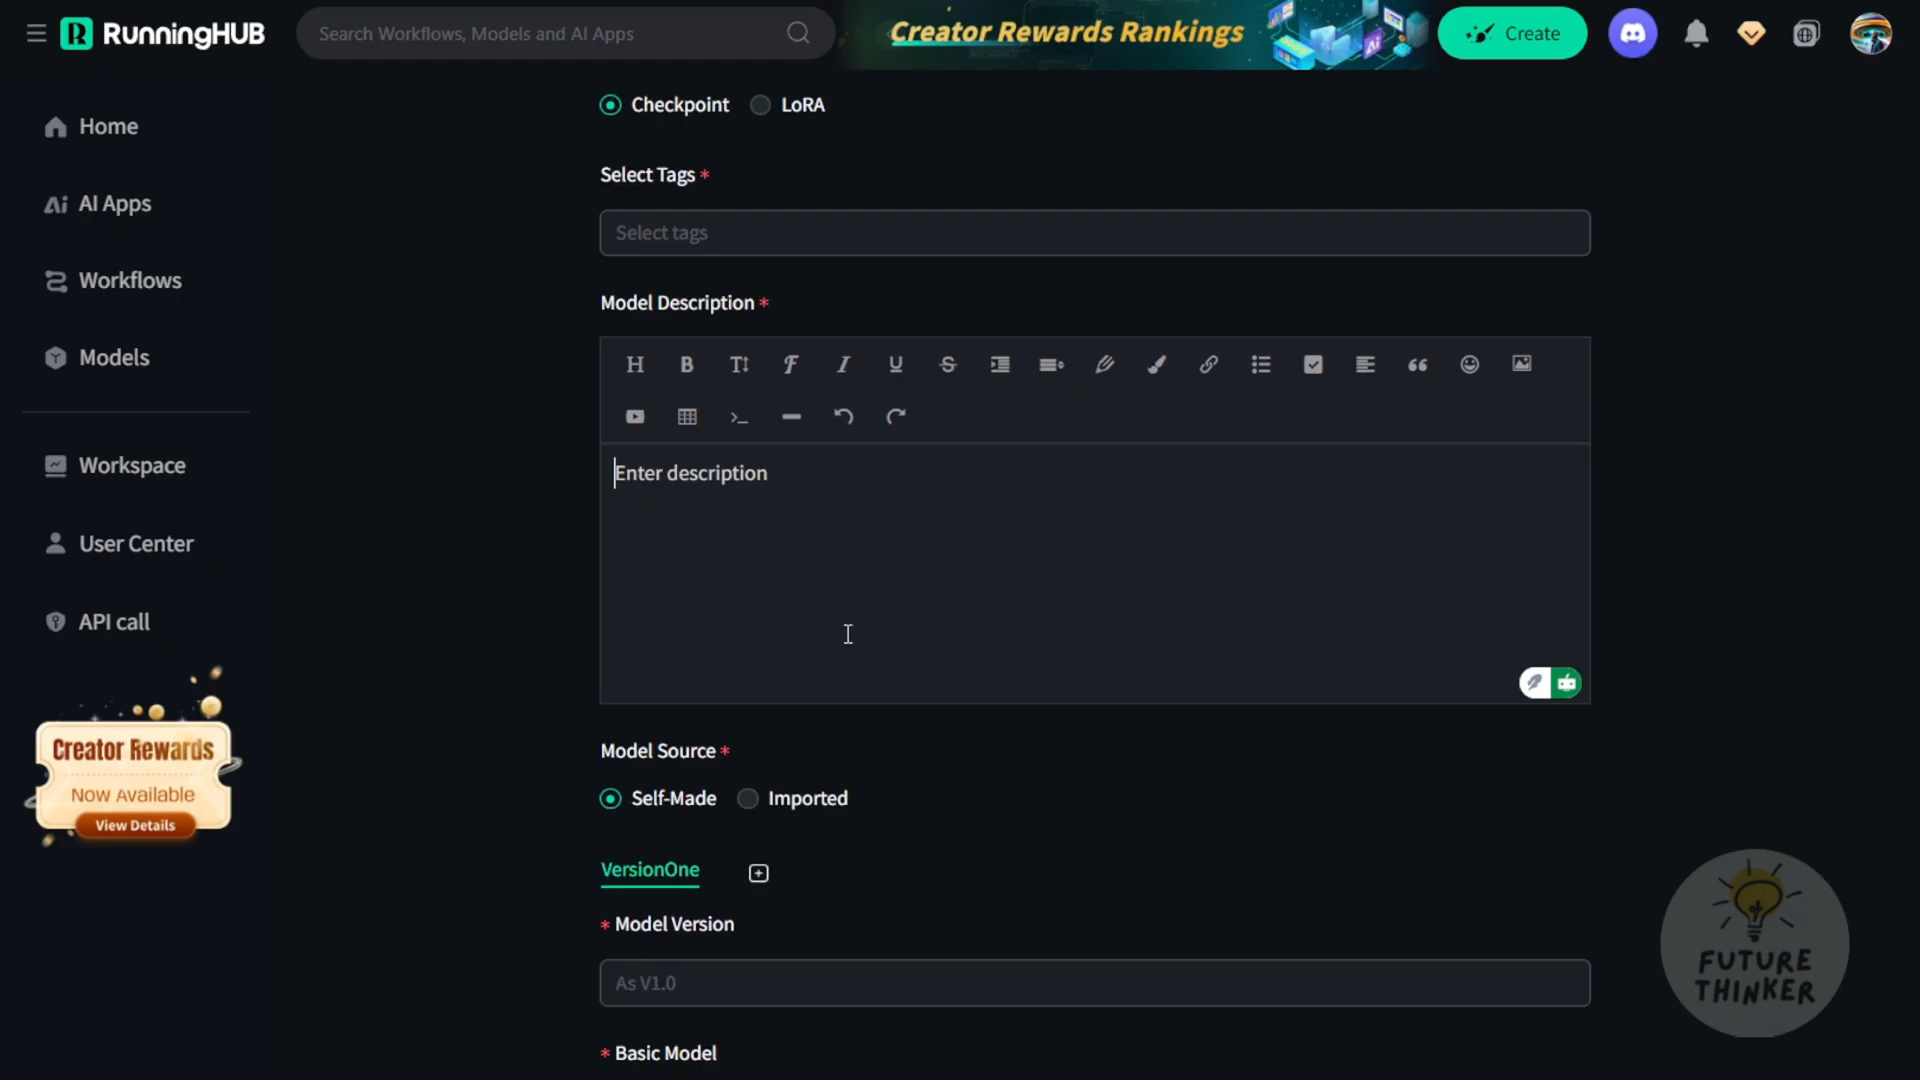 RunningHUB
Search Workflows, Models and AI Apps
Creator Rewards Rankings
Create
Home
AI Apps
Workflows
Models
Workspace
User Center
API call
Creator Rewards
Now Available
View Details
Checkpoint
LoRA
Select Tags *
Select tags
Model Description *
Enter description
Model Source *
Self-Made
Imported
VersionOne
* Model Version
As V1.0
* Basic Model
FUTURE
THINKER